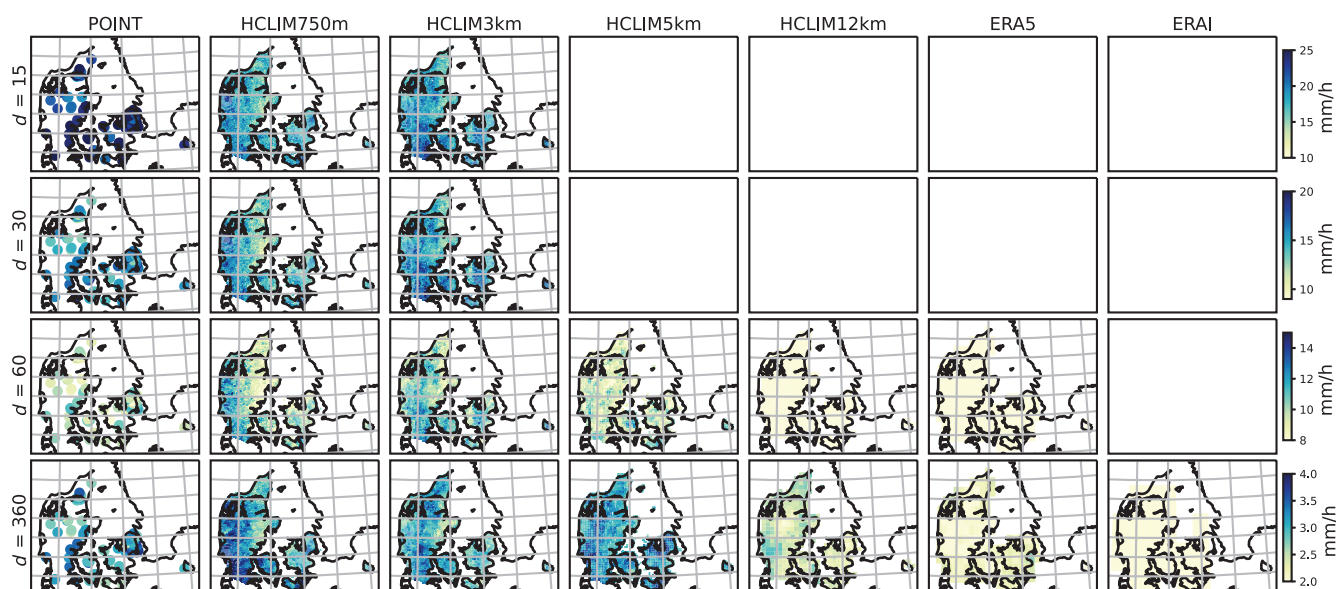 POINT HCLIM750m HCLIM3km HCLIM5km HCLIM12km ERA5 ERAI
d = 15
25
20
15
10
mm/h
d = 30
20
15
10
mm/h
d = 60
14
12
10
8
mm/h
d = 360
4.0
3.5
3.0
2.5
2.0
mm/h